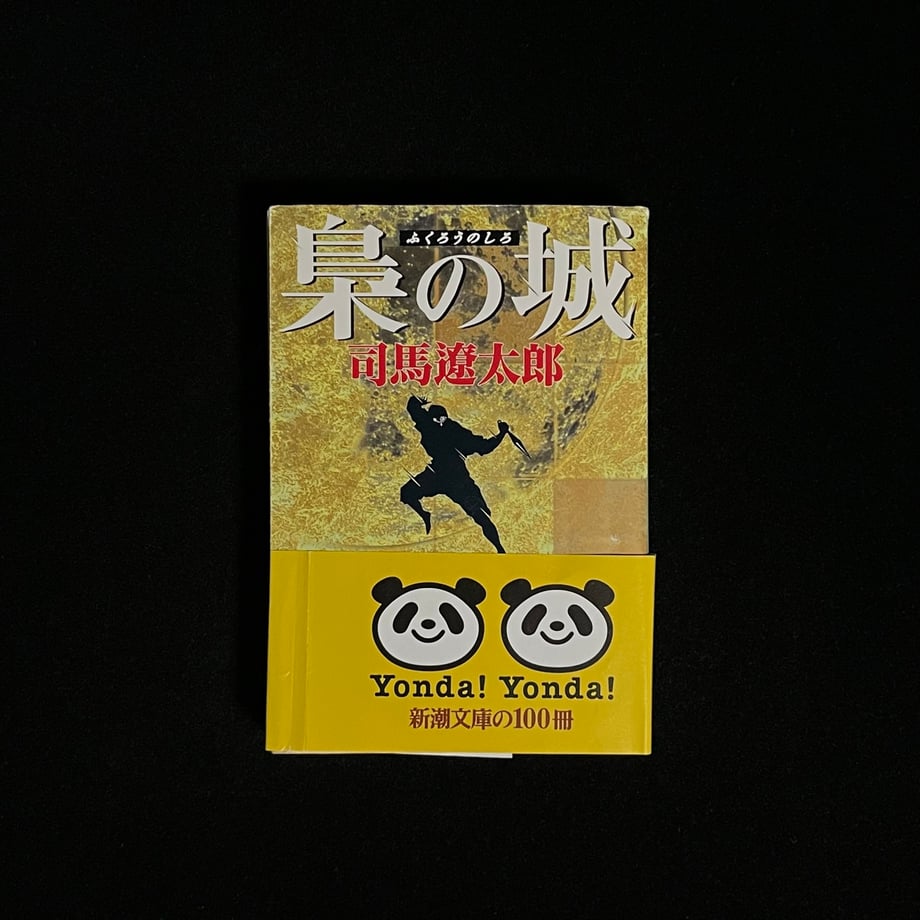 ふくろうのしろ
梟の城
司馬遼太郎
Yonda! Yonda!
新潮文庫の100冊